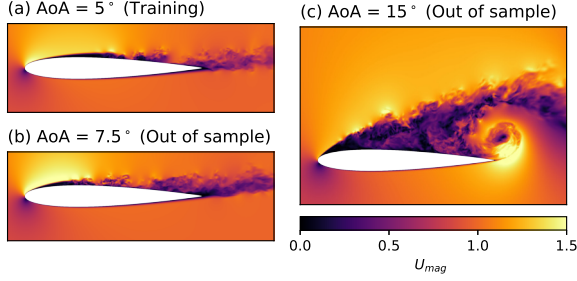 (a) AoA = 5° (Training)
(b) AoA = 7.5° (Out of sample)
(c) AoA = 15° (Out of sample)
0.0 0.5 1.0 1.5
U_mag